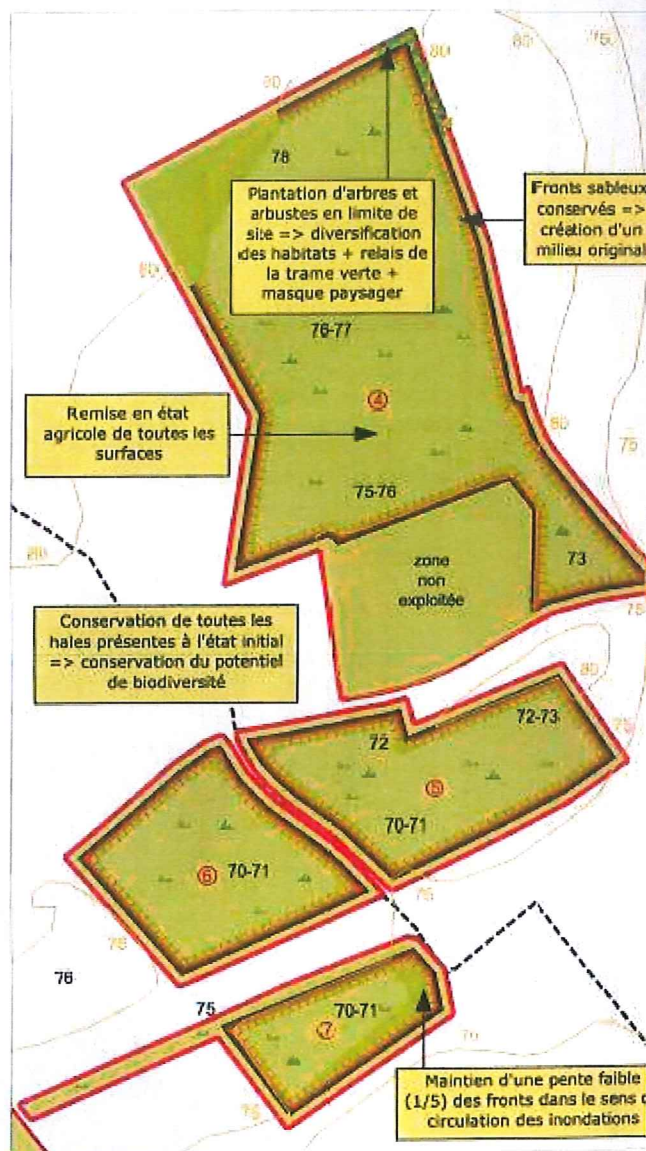 80
75
80
80
78
Plantation d'arbres et
arbustes en limite de
site => diversification
des habitats + relais de
la trame verte +
masque paysager
Fronts sableux
conservés =>
création d'un
milieu original
80
76-77
Remise en état
agricole de toutes les
surfaces
④
80
75
75-76
80
zone
non
exploitée
73
75
Conservation de toutes les
haies présentes à l'état initial
=> conservation du potentiel
de biodiversité
80
72-73
75
72
⑤
70-71
⑥
70-71
75
76
75
70-71
⑦
70
75
Maintien d'une pente faible
(1/5) des fronts dans le sens
circulation des inondations